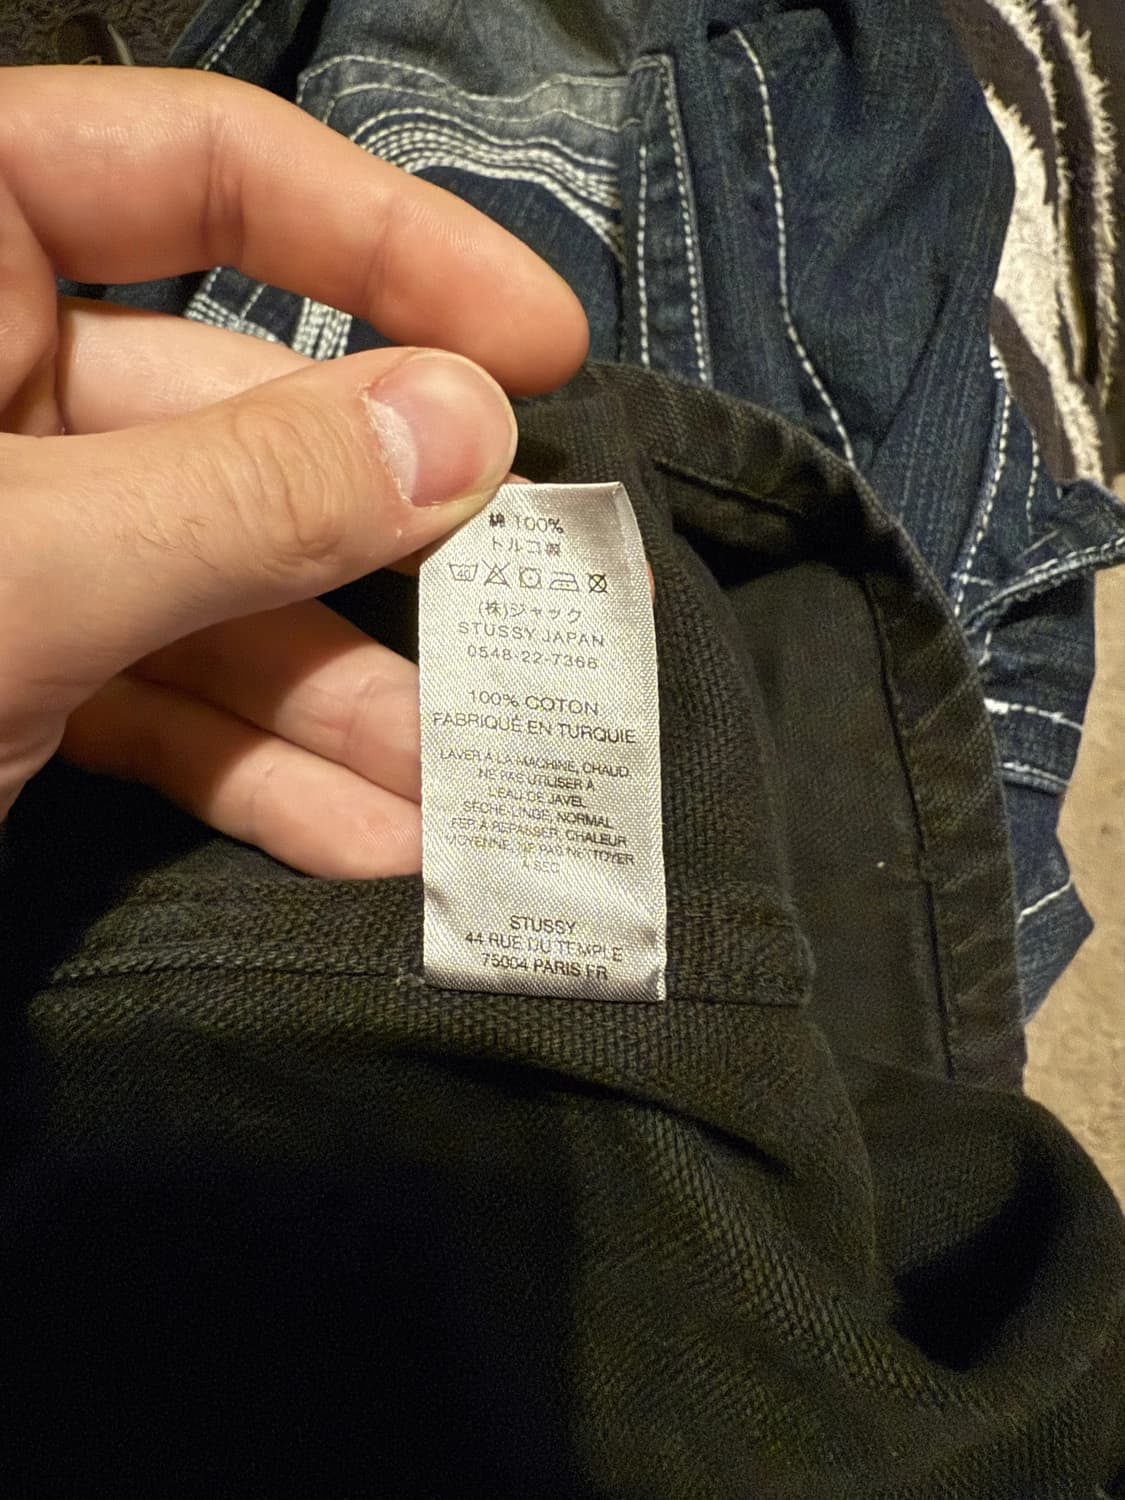 綿 100%
トルコ製
(株)ジャック
STUSSY JAPAN
0548-22-7366
100% COTON
FABRIQUÉ EN TURQUIE
LAVER À LA MACHINE, CHAUD,
NE PAS UTILISER À
L'EAU DE JAVEL
SÈCHE LINGE, NORMAL
FER À REPASSER, CHALEUR
MOYENNE, NE PAS NETTOYER
À SEC
STUSSY
44 RUE DU TEMPLE
75004 PARIS FR